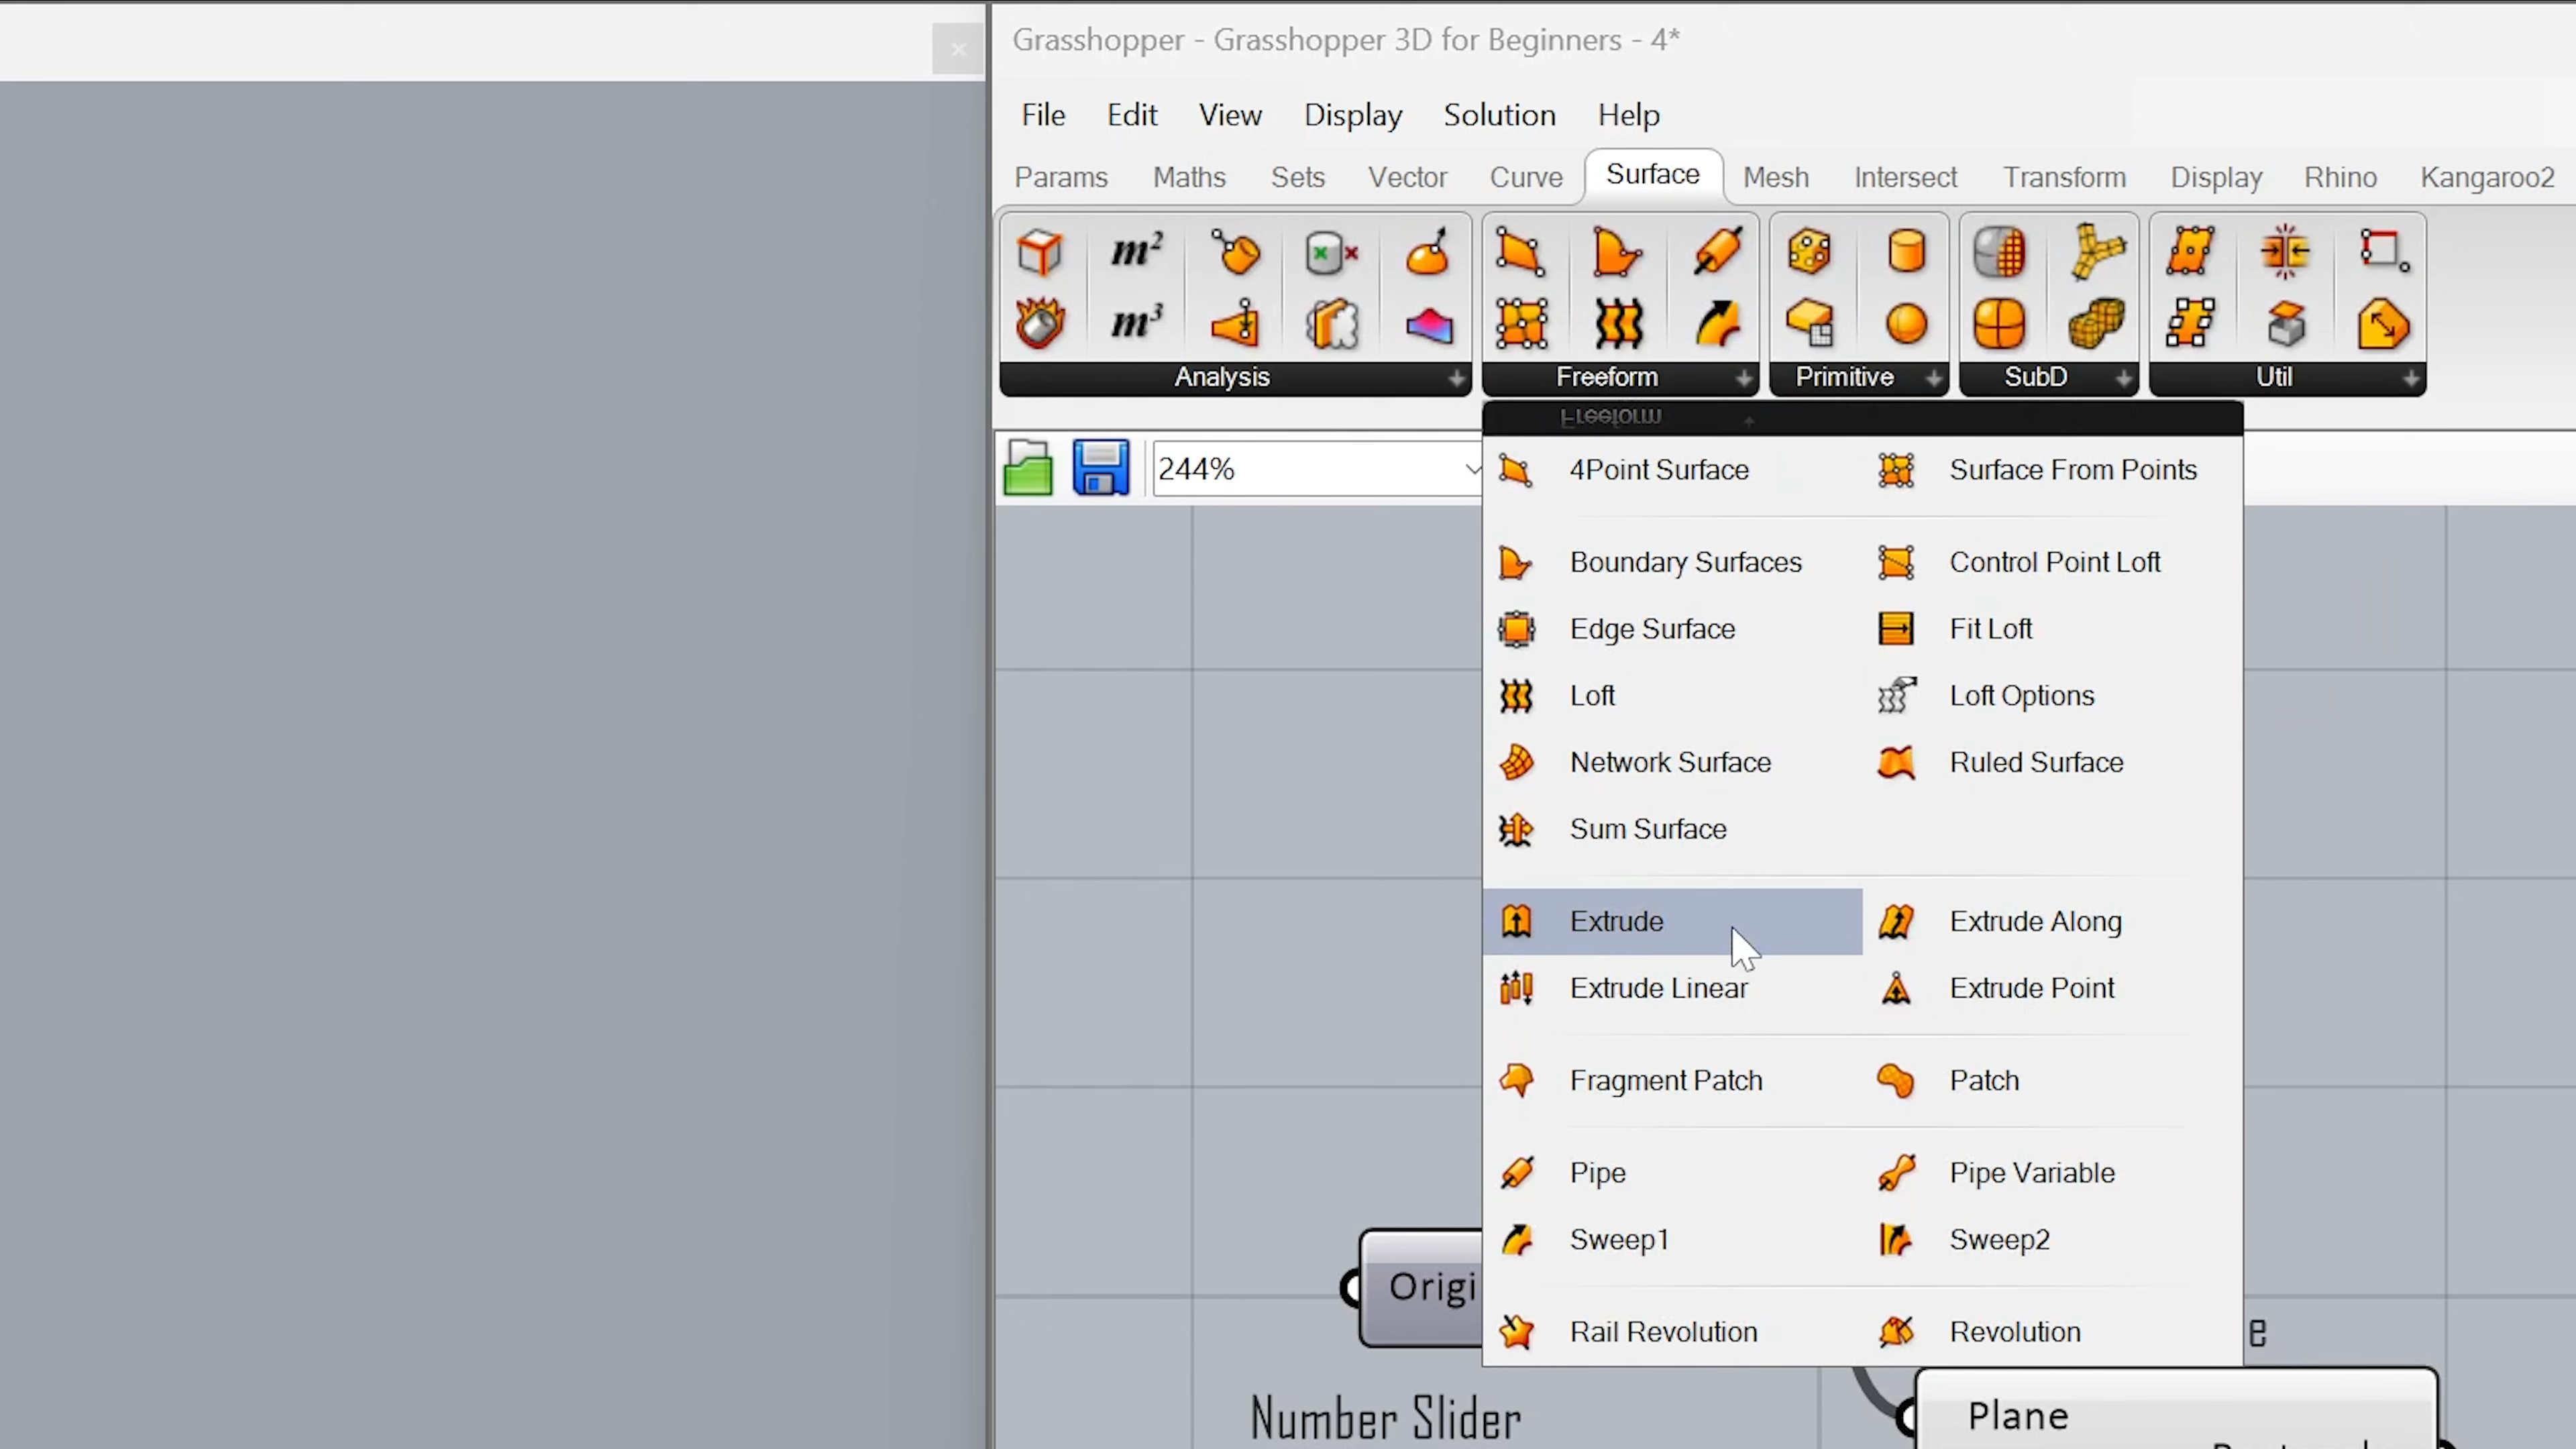 Grasshopper - Grasshopper 3D for Beginners - 4*
File Edit View Display Solution Help
Params Maths Sets Vector Curve Surface Mesh Intersect Transform Display Rhino Kangaroo2
m2
m3
Analysis Freeform Primitive SubD Util
Freeform
244%
4Point Surface Surface From Points
Boundary Surfaces Control Point Loft
Edge Surface Fit Loft
Loft Loft Options
Network Surface Ruled Surface
Sum Surface
Extrude Extrude Along
Extrude Linear Extrude Point
Fragment Patch Patch
Pipe Pipe Variable
Sweep1 Sweep2
Rail Revolution Revolution
Origi
e
Number Slider
Plane